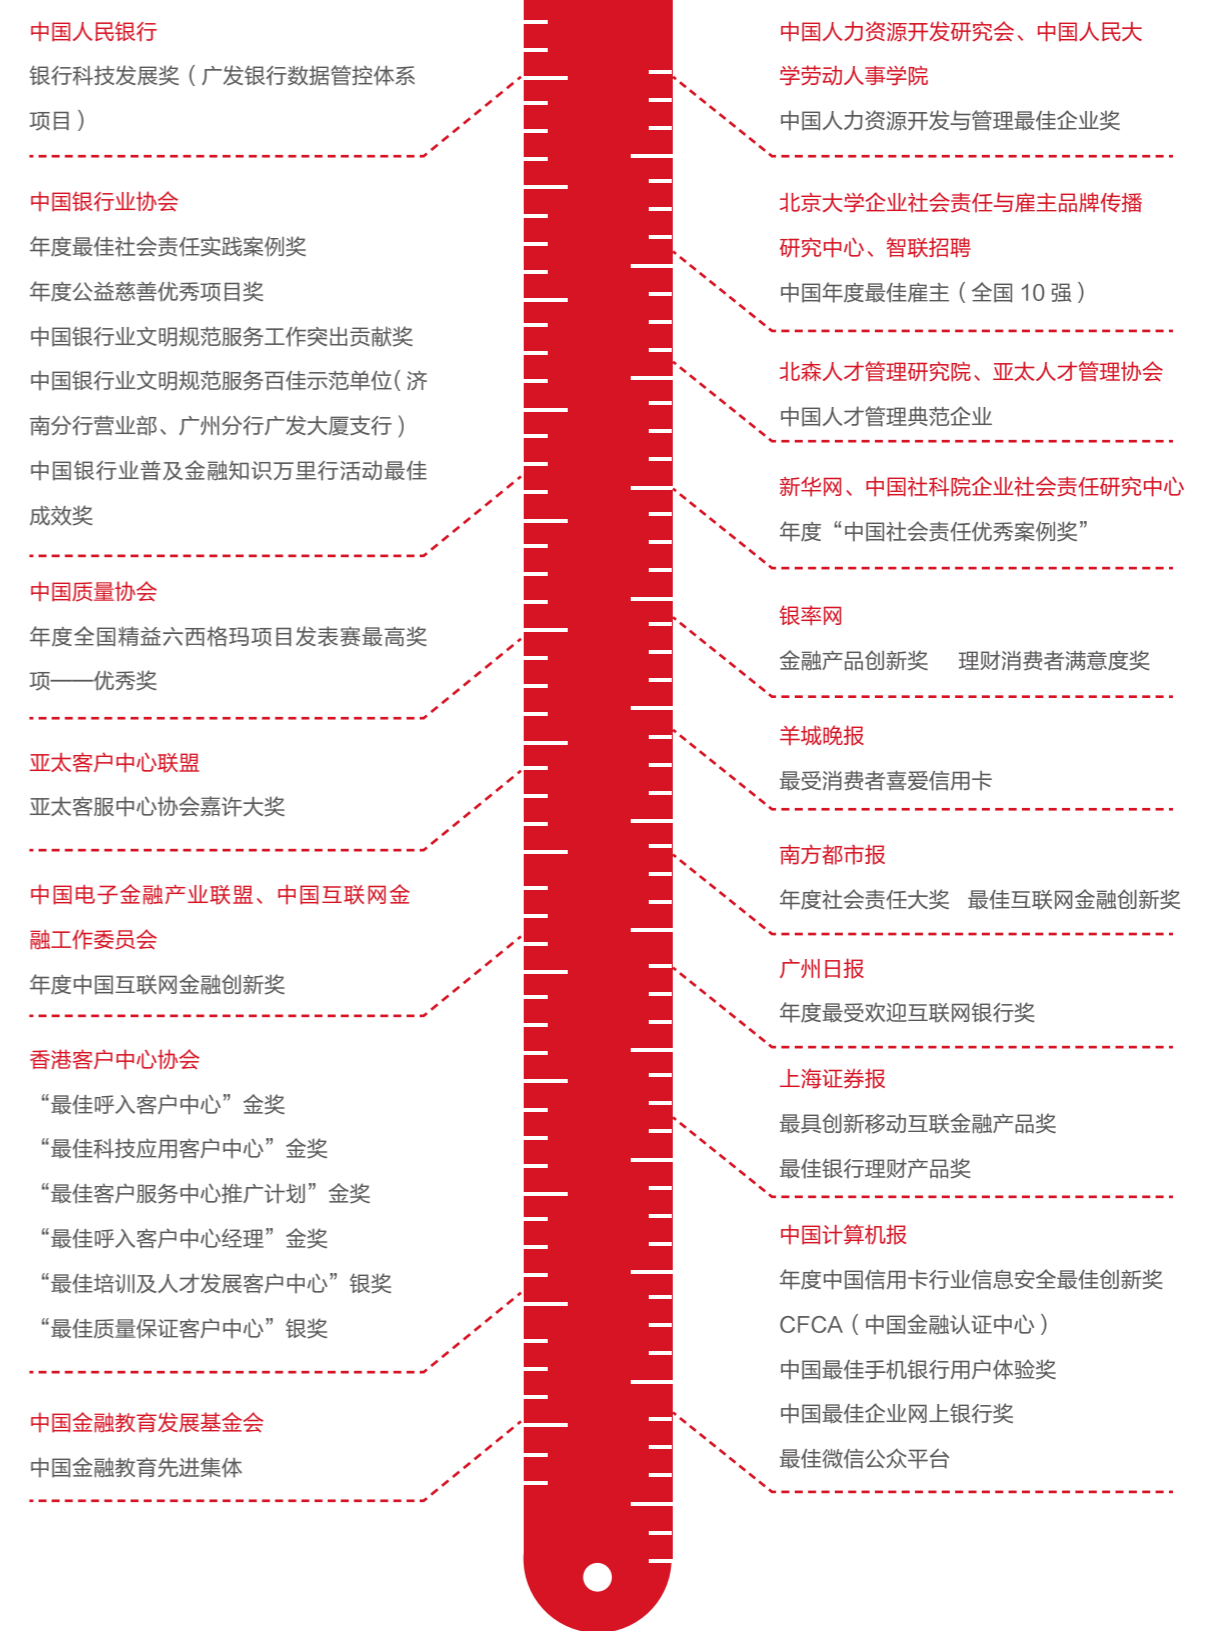 中国人民银行
银行科技发展奖（广发银行数据管控体系
项目）
中国银行业协会
年度最佳社会责任实践案例奖
年度公益慈善优秀项目奖
中国银行业文明规范服务工作突出贡献奖
中国银行业文明规范服务百佳示范单位（济
南分行营业部、广州分行广发大厦支行）
中国银行业普及金融知识万里行活动最佳
成效奖
中国质量协会
年度全国精益六西格玛项目发表赛最高奖
项——优秀奖
亚太客户中心联盟
亚太客服中心协会嘉许大奖
中国电子金融产业联盟、中国互联网金
融工作委员会
年度中国互联网金融创新奖
香港客户中心协会
“最佳呼入客户中心”金奖
“最佳科技应用客户中心”金奖
“最佳客户服务中心推广计划”金奖
“最佳呼入客户中心经理”金奖
“最佳培训及人才发展客户中心”银奖
“最佳质量保证客户中心”银奖
中国金融教育发展基金会
中国金融教育先进集体
中国人力资源开发研究会、中国人民大
学劳动人事学院
中国人力资源开发与管理最佳企业奖
北京大学企业社会责任与雇主品牌传播
研究中心、智联招聘
中国年度最佳雇主（全国 10 强）
北森人才管理研究院、亚太人才管理协会
中国人才管理典范企业
新华网、中国社科院企业社会责任研究中心
年度“中国社会责任优秀案例奖”
银率网
金融产品创新奖 理财消费者满意度奖
羊城晚报
最受消费者喜爱信用卡
南方都市报
年度社会责任大奖 最佳互联网金融创新奖
广州日报
年度最受欢迎互联网银行奖
上海证券报
最具创新移动互联金融产品奖
最佳银行理财产品奖
中国计算机报
年度中国信用卡行业信息安全最佳创新奖
CFCA（中国金融认证中心）
中国最佳手机银行用户体验奖
中国最佳企业网上银行奖
最佳微信公众平台